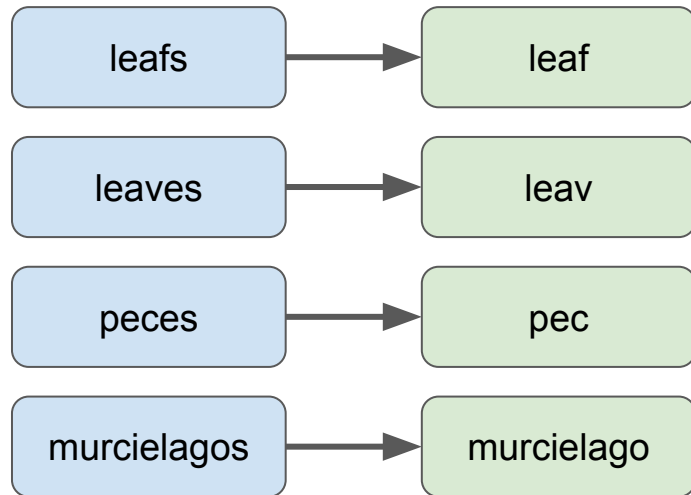 leafs leaf
leaves leav
peces pec
murcielagos murcielago